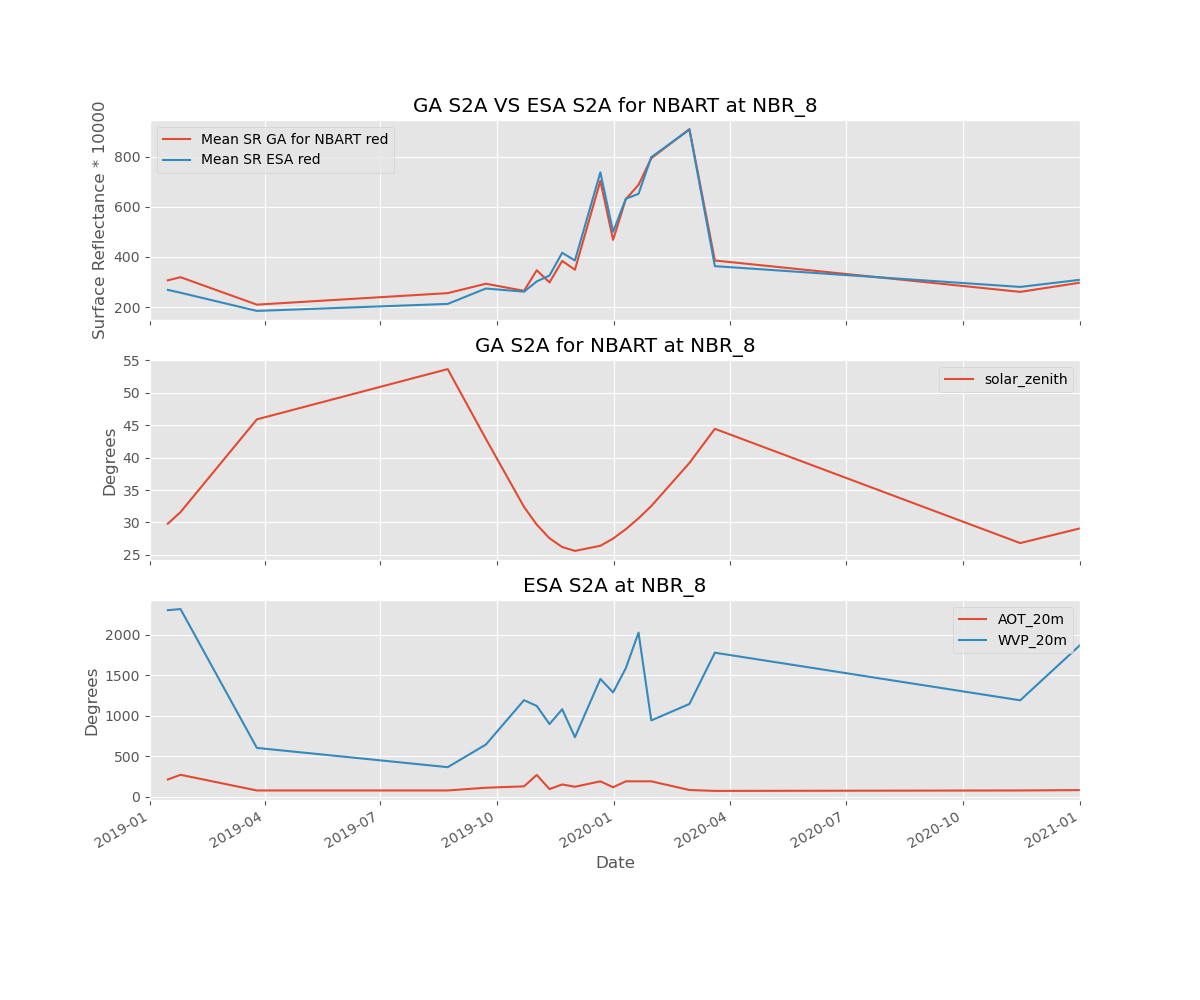 GA S2A VS ESA S2A for NBART at NBR_8
Surface Reflectance * 10000
Mean SR GA for NBART red
Mean SR ESA red
800
600
400
200
GA S2A for NBART at NBR_8
Degrees
solar_zenith
55
50
45
40
35
30
25
ESA S2A at NBR_8
Degrees
AOT_20m
WVP_20m
2000
1500
1000
500
0
2019-01
2019-04
2019-07
2019-10
2020-01
2020-04
2020-07
2020-10
2021-01
Date